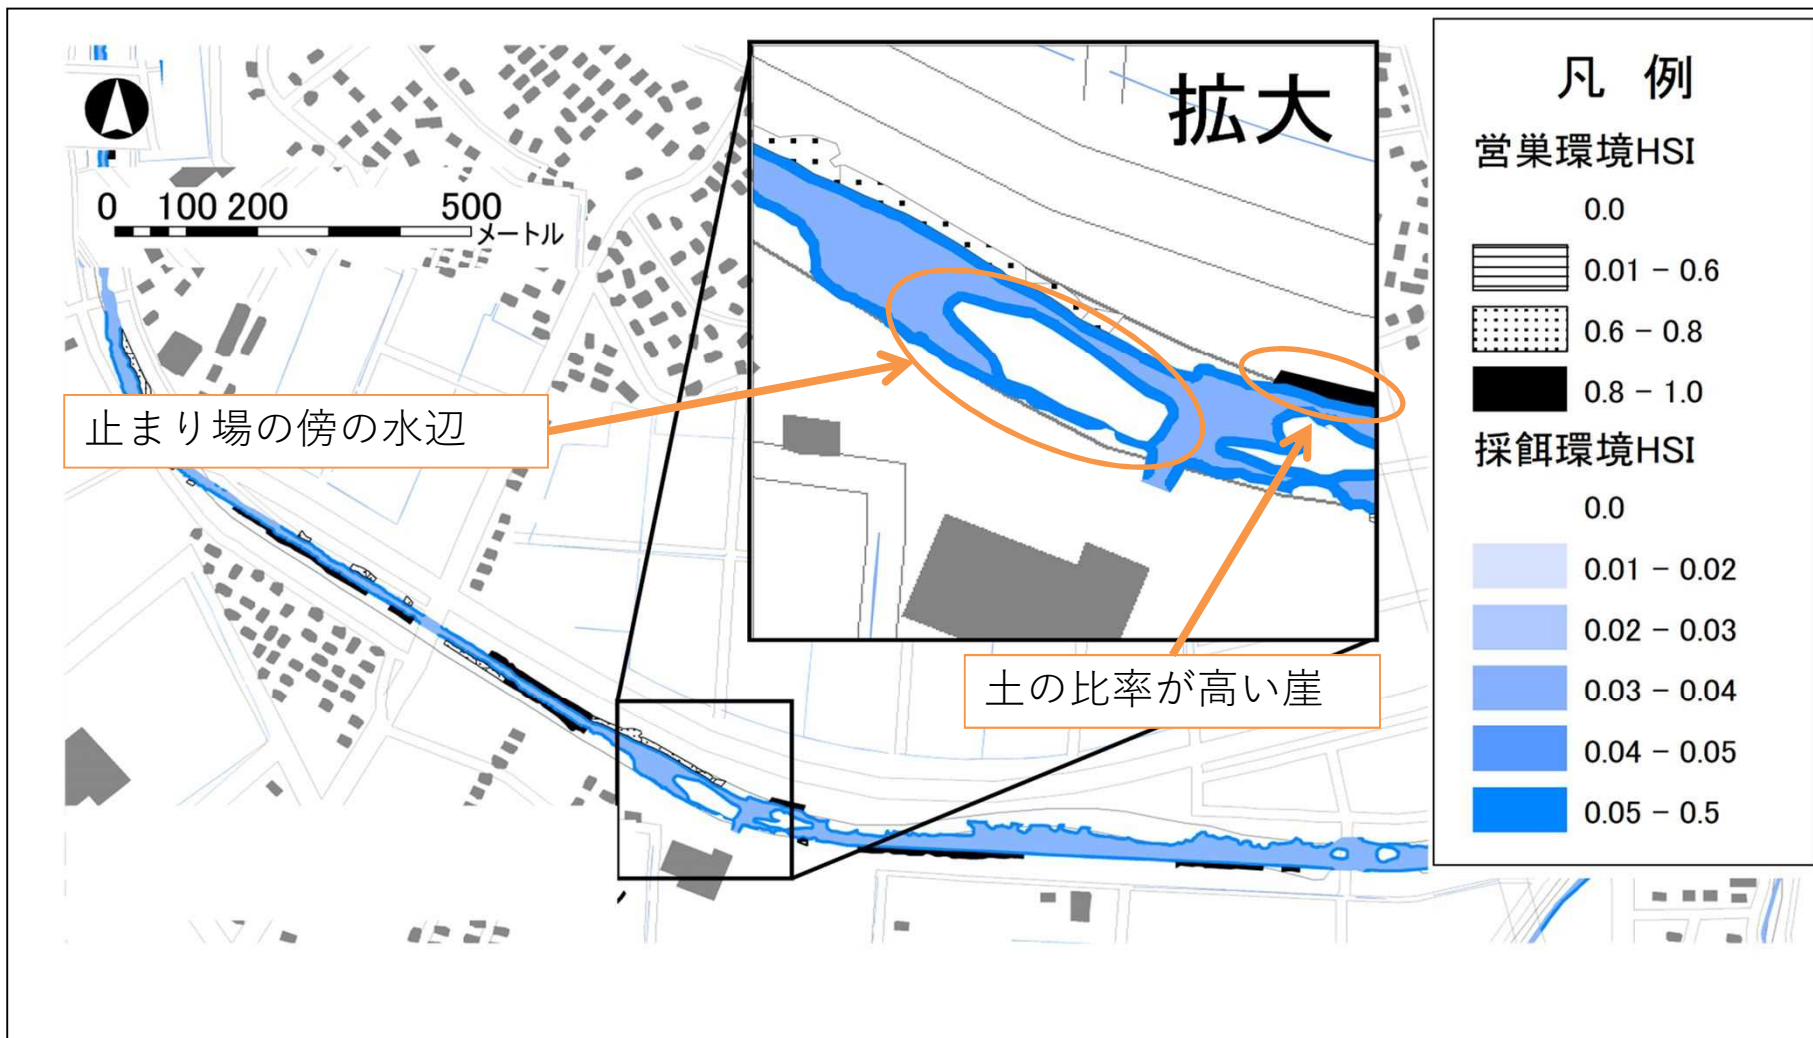 拡大
0 100 200 500
メートル
止まり場の傍の水辺
土の比率が高い崖
凡 例
営巣環境HSI
0.0
0.01 - 0.6
0.6 - 0.8
0.8 - 1.0
採餌環境HSI
0.0
0.01 - 0.02
0.02 - 0.03
0.03 - 0.04
0.04 - 0.05
0.05 - 0.5